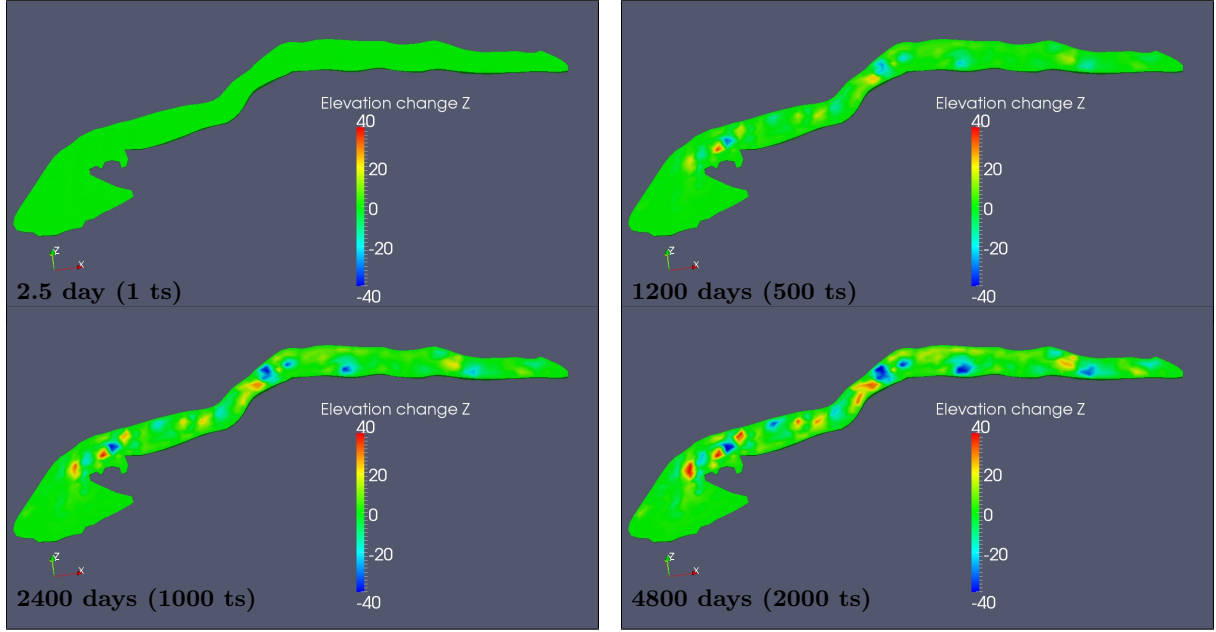 Elevation change Z
40
20
0
-20
-40
Z
X
2.5 day (1 ts)
Elevation change Z
40
20
0
-20
-40
Z
X
1200 days (500 ts)
Elevation change Z
40
20
0
-20
-40
Z
X
2400 days (1000 ts)
Elevation change Z
40
20
0
-20
-40
Z
X
4800 days (2000 ts)